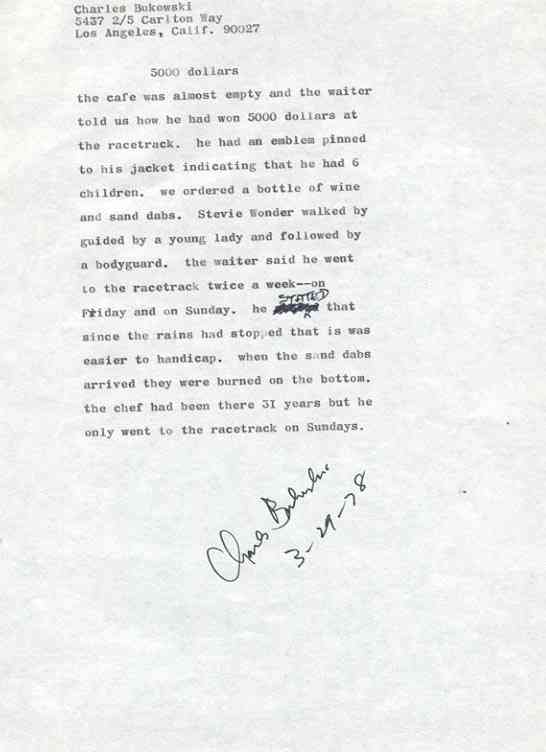 Charles Bukowski
5437 2/5 Carlton Way
Los Angeles, Calif. 90027
5000 dollars
the cafe was almost empty and the waiter
told us how he had won 5000 dollars at
the racetrack. he had an emblem pinned
to his jacket indicating that he had 6
children. we ordered a bottle of wine
and sand dabs. Stevie Wonder walked by
guided by a young lady and followed by
a bodyguard. the waiter said he went
to the racetrack twice a week--on
Friday and on Sunday. he STATED that
since the rains had stopped that is was
easier to handicap. when the sand dabs
arrived they were burned on the bottom.
the chef had been there 31 years but he
only went to the racetrack on Sundays.
Charles Bukowski
3-29-78